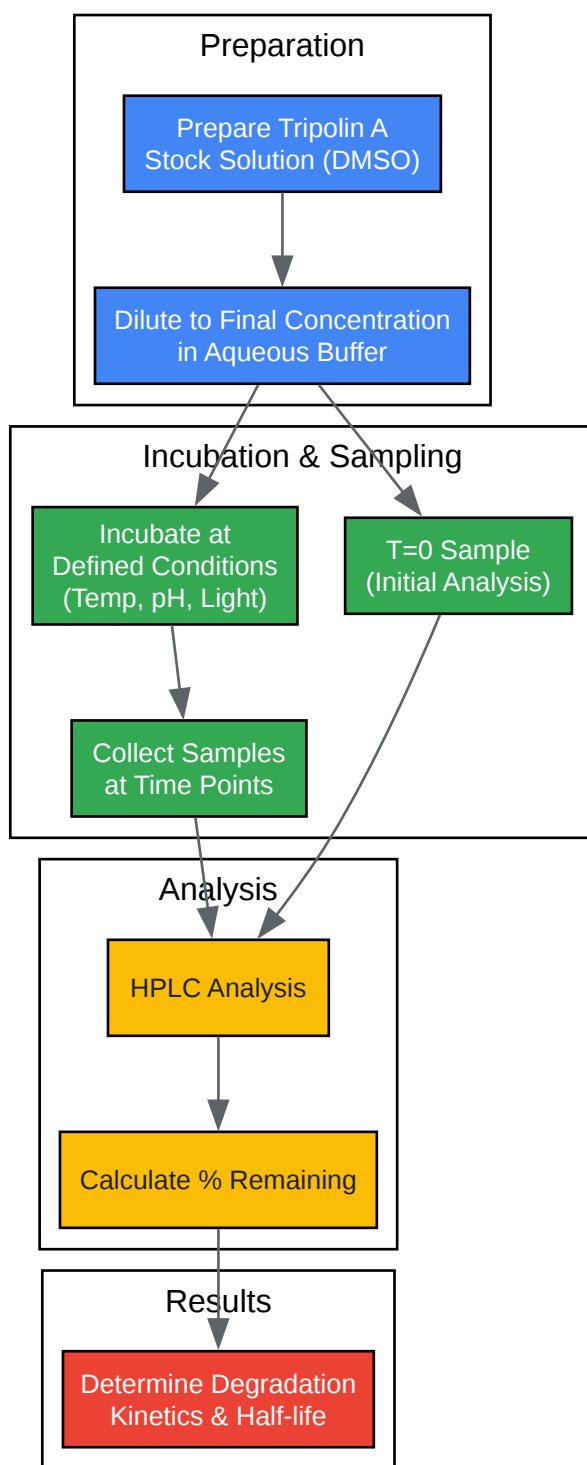 Preparation
Prepare Tripolin A
Stock Solution (DMSO)
Dilute to Final Concentration
in Aqueous Buffer
Incubation & Sampling
Incubate at
Defined Conditions
(Temp, pH, Light)
T=0 Sample
(Initial Analysis)
Collect Samples
at Time Points
Analysis
HPLC Analysis
Calculate % Remaining
Results
Determine Degradation
Kinetics & Half-life